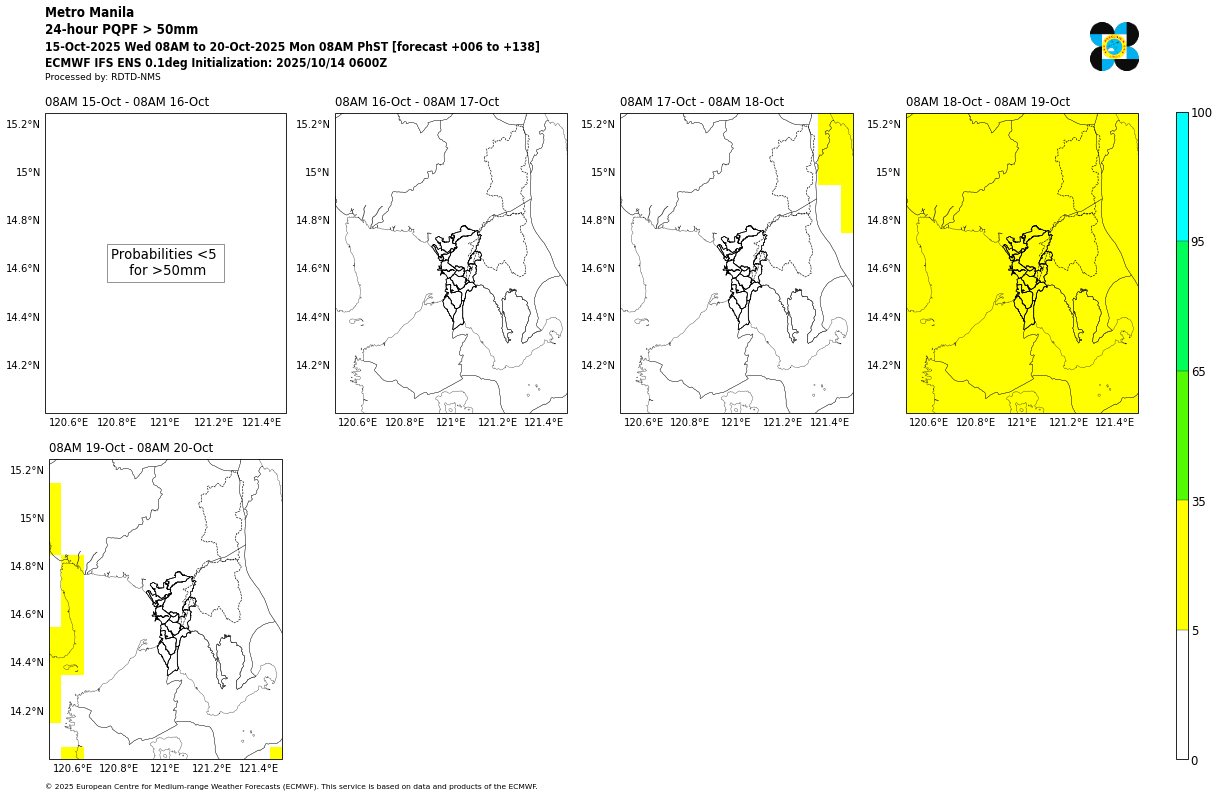 Metro Manila
24-hour PQPF > 50mm
15-Oct-2025 Wed 08AM to 20-Oct-2025 Mon 08AM PhST [forecast +006 to +138]
ECMWF IFS ENS 0.1deg Initialization: 2025/10/14 0600Z
Processed by: RDTD-NMS
08AM 15-Oct - 08AM 16-Oct
15.2°N
15°N
14.8°N
14.6°N
14.4°N
14.2°N
Probabilities <5
for >50mm
120.6°E 120.8°E 121°E 121.2°E 121.4°E
08AM 16-Oct - 08AM 17-Oct
15.2°N
15°N
14.8°N
14.6°N
14.4°N
14.2°N
120.6°E 120.8°E 121°E 121.2°E 121.4°E
08AM 17-Oct - 08AM 18-Oct
15.2°N
15°N
14.8°N
14.6°N
14.4°N
14.2°N
120.6°E 120.8°E 121°E 121.2°E 121.4°E
08AM 18-Oct - 08AM 19-Oct
15.2°N
15°N
14.8°N
14.6°N
14.4°N
14.2°N
120.6°E 120.8°E 121°E 121.2°E 121.4°E
100
95
65
35
5
0
08AM 19-Oct - 08AM 20-Oct
15.2°N
15°N
14.8°N
14.6°N
14.4°N
14.2°N
120.6°E 120.8°E 121°E 121.2°E 121.4°E
© 2025 European Centre for Medium-range Weather Forecasts (ECMWF). This service is based on data and products of the ECMWF.